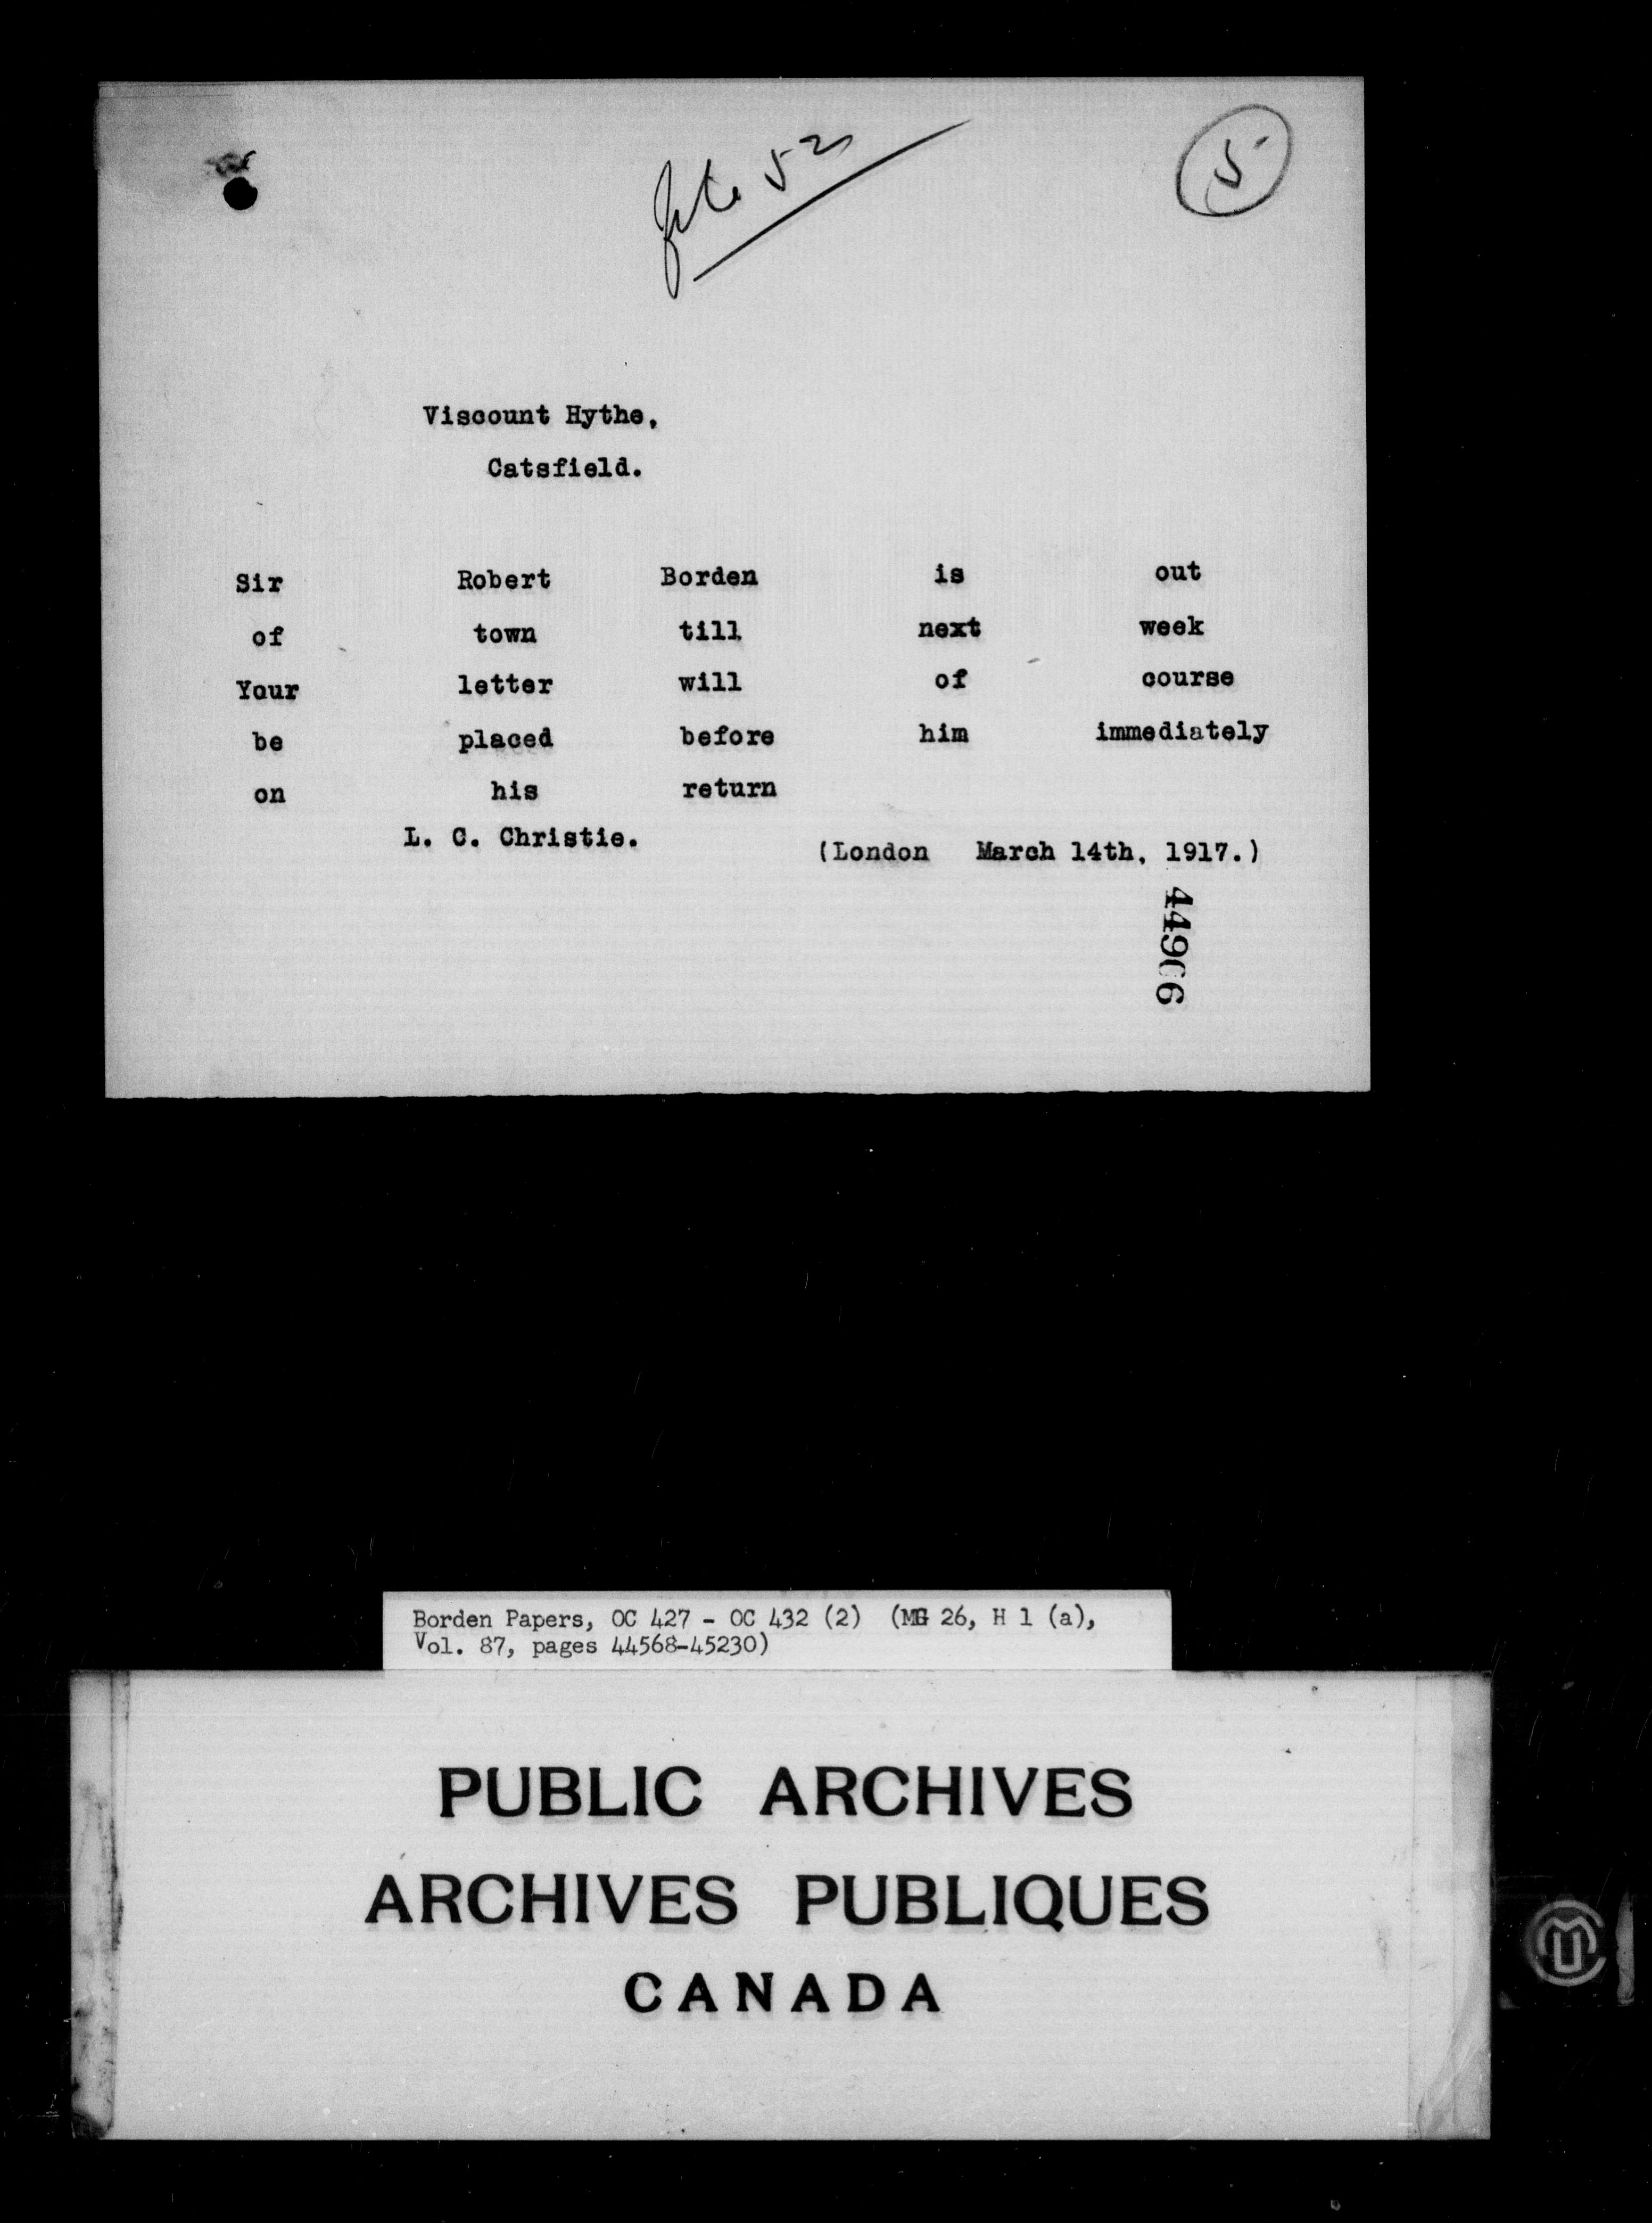 file 52
5
Viscount Hythe,
Catsfield.
Sir Robert Borden is out
of town till next week
Your letter will of course
be placed before him immediately
on his return
L. C. Christie.
(London March 14th, 1917.)
44906
Borden Papers, OC 427 - OC 432 (2) (MG 26, H 1 (a),
Vol. 87, pages 44568-45230)
PUBLIC ARCHIVES
ARCHIVES PUBLIQUES
CANADA